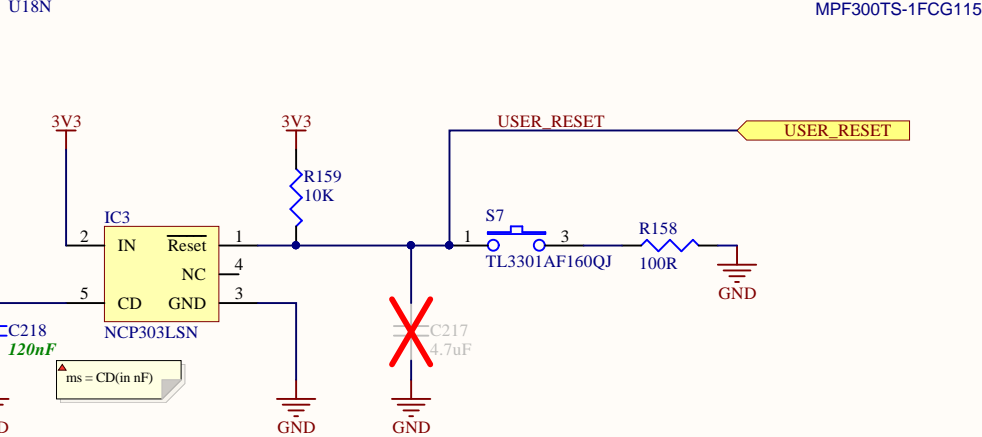 U18N
MPF300TS-1FCG115
3V3
3V3
USER_RESET
USER_RESET
R159
10K
IC3
S7
R158
2
IN
Reset
1
1
3
TL3301AF160QJ
100R
NC
4
GND
5
CD
GND
3
C218
NCP303LSN
C217
120nF
4.7uF
ms = CD(in nF)
GND
GND